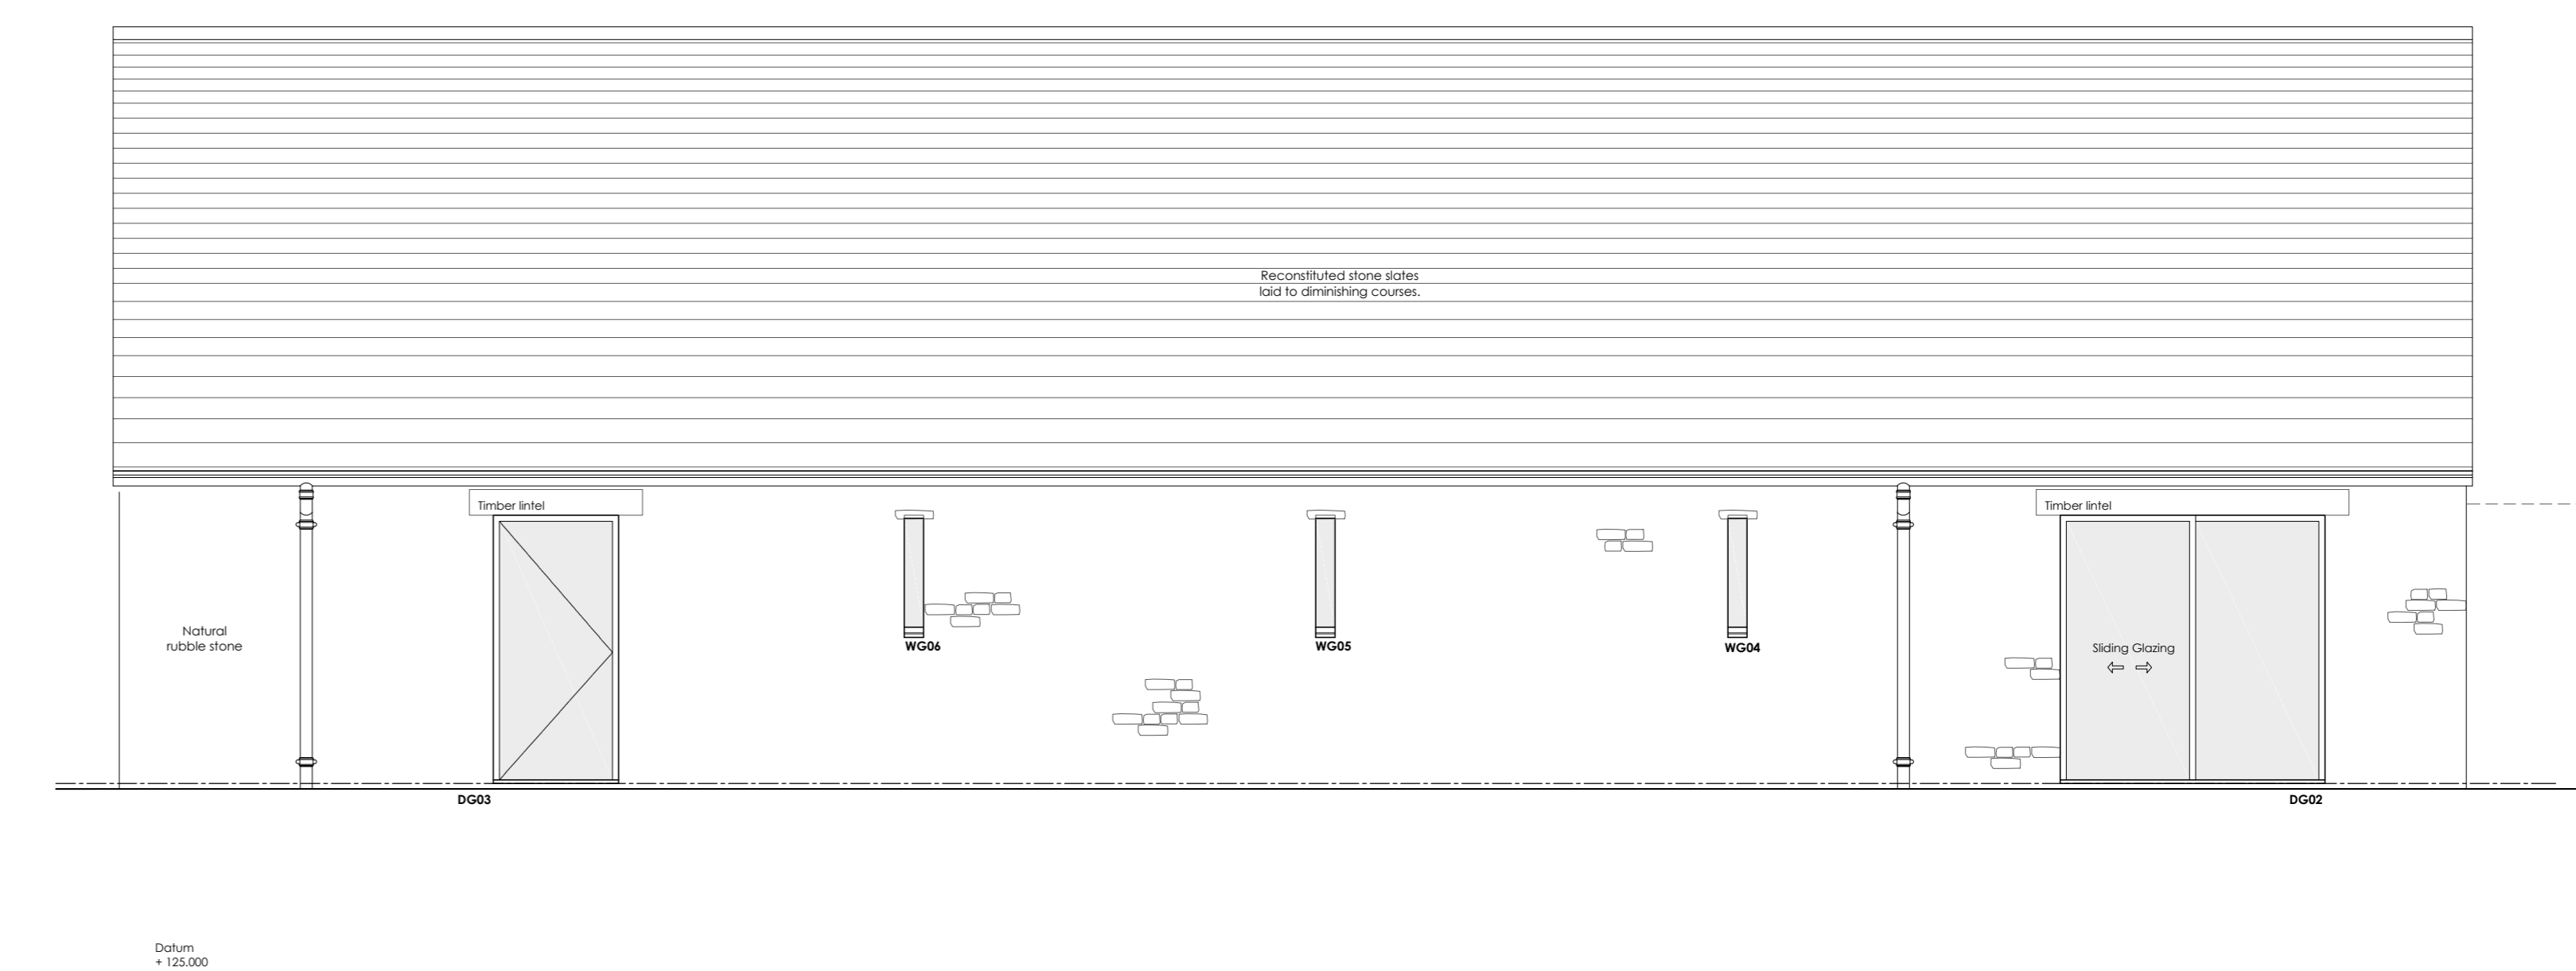 Reconstituted stone slates
laid to diminishing courses.
Timber lintel
Timber lintel
Natural
rubble stone
WG06
WG05
WG04
Sliding Glazing
DG03
DG02
Datum
+ 125.000